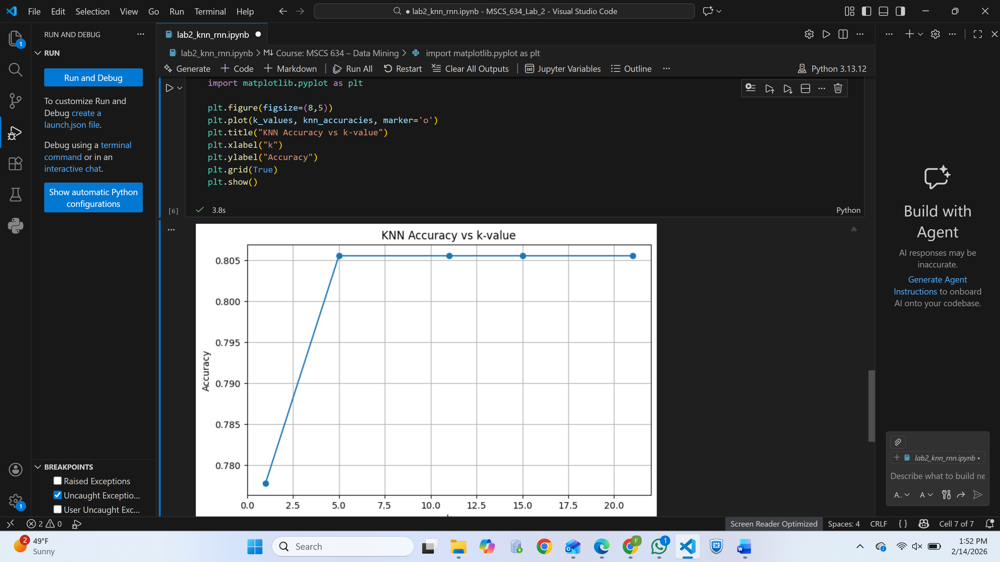 File Edit Selection View Go Run Terminal Help
● lab2_knn_rnn.ipynb - MSCS_634_Lab_2 - Visual Studio Code
1
RUN AND DEBUG
RUN
Run and Debug
To customize Run and
Debug create a
launch.json file.
Debug using a terminal
command or in an
interactive chat.
Show automatic Python
configurations
BREAKPOINTS
Raised Exceptions
Uncaught Exceptio...
User Uncaught Exc...
1
lab2_knn_rnn.ipynb
lab2_knn_rnn.ipynb > M↓ Course: MSCS 634 – Data Mining > import matplotlib.pyplot as plt
Generate + Code + Markdown Run All Restart Clear All Outputs Jupyter Variables Outline ... Python 3.13.12
import matplotlib.pyplot as plt
plt.figure(figsize=(8,5))
plt.plot(k_values, knn_accuracies, marker='o')
plt.title("KNN Accuracy vs k-value")
plt.xlabel("k")
plt.ylabel("Accuracy")
plt.grid(True)
plt.show()
[6] 3.8s Python
KNN Accuracy vs k-value
0.805
0.800
0.795
0.790
0.785
0.780
Accuracy
0.0 2.5 5.0 7.5 10.0 12.5 15.0 17.5 20.0
Build with
Agent
AI responses may be
inaccurate.
Generate Agent
Instructions to onboard
AI onto your codebase.
+ lab2_knn_rnn.ipynb •
Describe what to build ne
A.. A
2 0 Screen Reader Optimized Spaces: 4 CRLF { } Cell 7 of 7
2
49°F
Sunny
Search
F
1
1:52 PM
2/14/2026